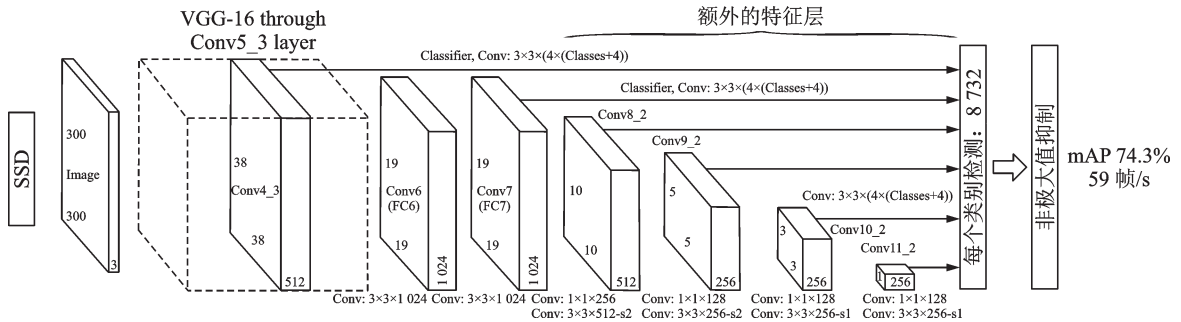 VGG-16 through
Conv5_3 layer
额外的特征层
Classifier, Conv: 3×3×(4×(Classes+4))
Classifier, Conv: 3×3×(4×(Classes+4))
SSD
300
Image
300
3
38
Conv4_3
38
512
19
Conv6
(FC6)
19
1 024
19
Conv7
(FC7)
19
1 024
Conv8_2
10
10
512
Conv9_2
5
5
256
Conv: 3×3×(4×(Classes+4))
3
3
256
Conv10_2
Conv11_2
1
256
每个类别检测：8 732
非极大值抑制
mAP 74.3%
59 帧/s
Conv: 3×3×1 024
Conv: 3×3×1 024
Conv: 1×1×256
Conv: 3×3×512-s2
Conv: 1×1×128
Conv: 3×3×256-s2
Conv: 1×1×128
Conv: 3×3×256-s1
Conv: 1×1×128
Conv: 3×3×256-s1